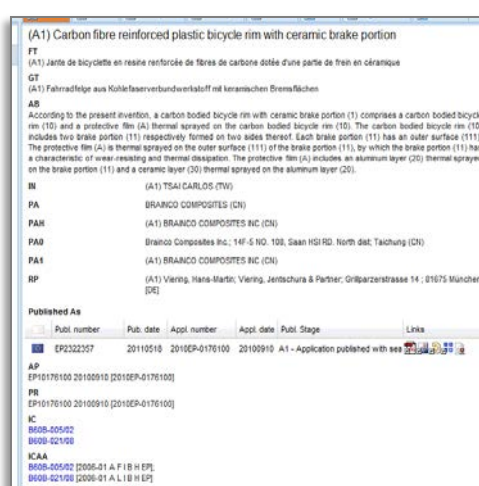 (A1) Carbon fibre reinforced plastic bicycle rim with ceramic brake portion
FT
(A1) Jante de bicyclette en resine renforcée de fibres de carbone dotée d'une partie de frein en céramique
GT
(A1) Fahrradfelge aus Kohlefaserverbundwerkstoff mit keramischen Bremsflächen
AB
According to the present invention, a carbon bodied bicycle rim with ceramic brake portion (1) comprises a carbon bodied bicycl
rim (10) and a protective film (A) thermal sprayed on the carbon bodied bicycle rim (10). The carbon bodied bicycle rim (10
includes two brake portion (11) respectively formed on two sides thereof. Each brake portion (11) has an outer surface (111)
The protective film (A) is thermal sprayed on the outer surface (111) of the brake portion (11), by which the brake portion (11) ha
a characteristic of wear-resisting and thermal dissipation. The protective film (A) includes an aluminum layer (20) thermal spraye
on the brake portion (11) and a ceramic layer (30) thermal sprayed on the aluminum layer (20).
IN (A1) TSAI CARLOS (TW)
PA BRAINCO COMPOSITES (CN)
PAH (A1) BRAINCO COMPOSITES INC (CN)
PA0 Brainco Composites Inc.; 14F-5 NO. 108, Saan HSI RD. North dist; Taichung (CN)
PA1 (A1) BRAINCO COMPOSITES INC (CN)
RP (A1) Viering, Hans-Martin; Viering, Jentschura & Partner; Grillparzerstrasse 14 ; 81675 München
[DE]
Published As
Publ. number Pub. date Appl. number Appl. date Publ. Stage Links
EP2322357 20110518 2010EP-0176100 20100910 A1 - Application published with sea
AP
EP10176100 20100910 [2010EP-0176100]
PR
EP10176100 20100910 [2010EP-0176100]
IC
B60B-005/02
B60B-021/08
ICAA
B60B-005/02 [2006-01 A F I B H EP];
B60B-021/08 [2006-01 A L I B H EP]